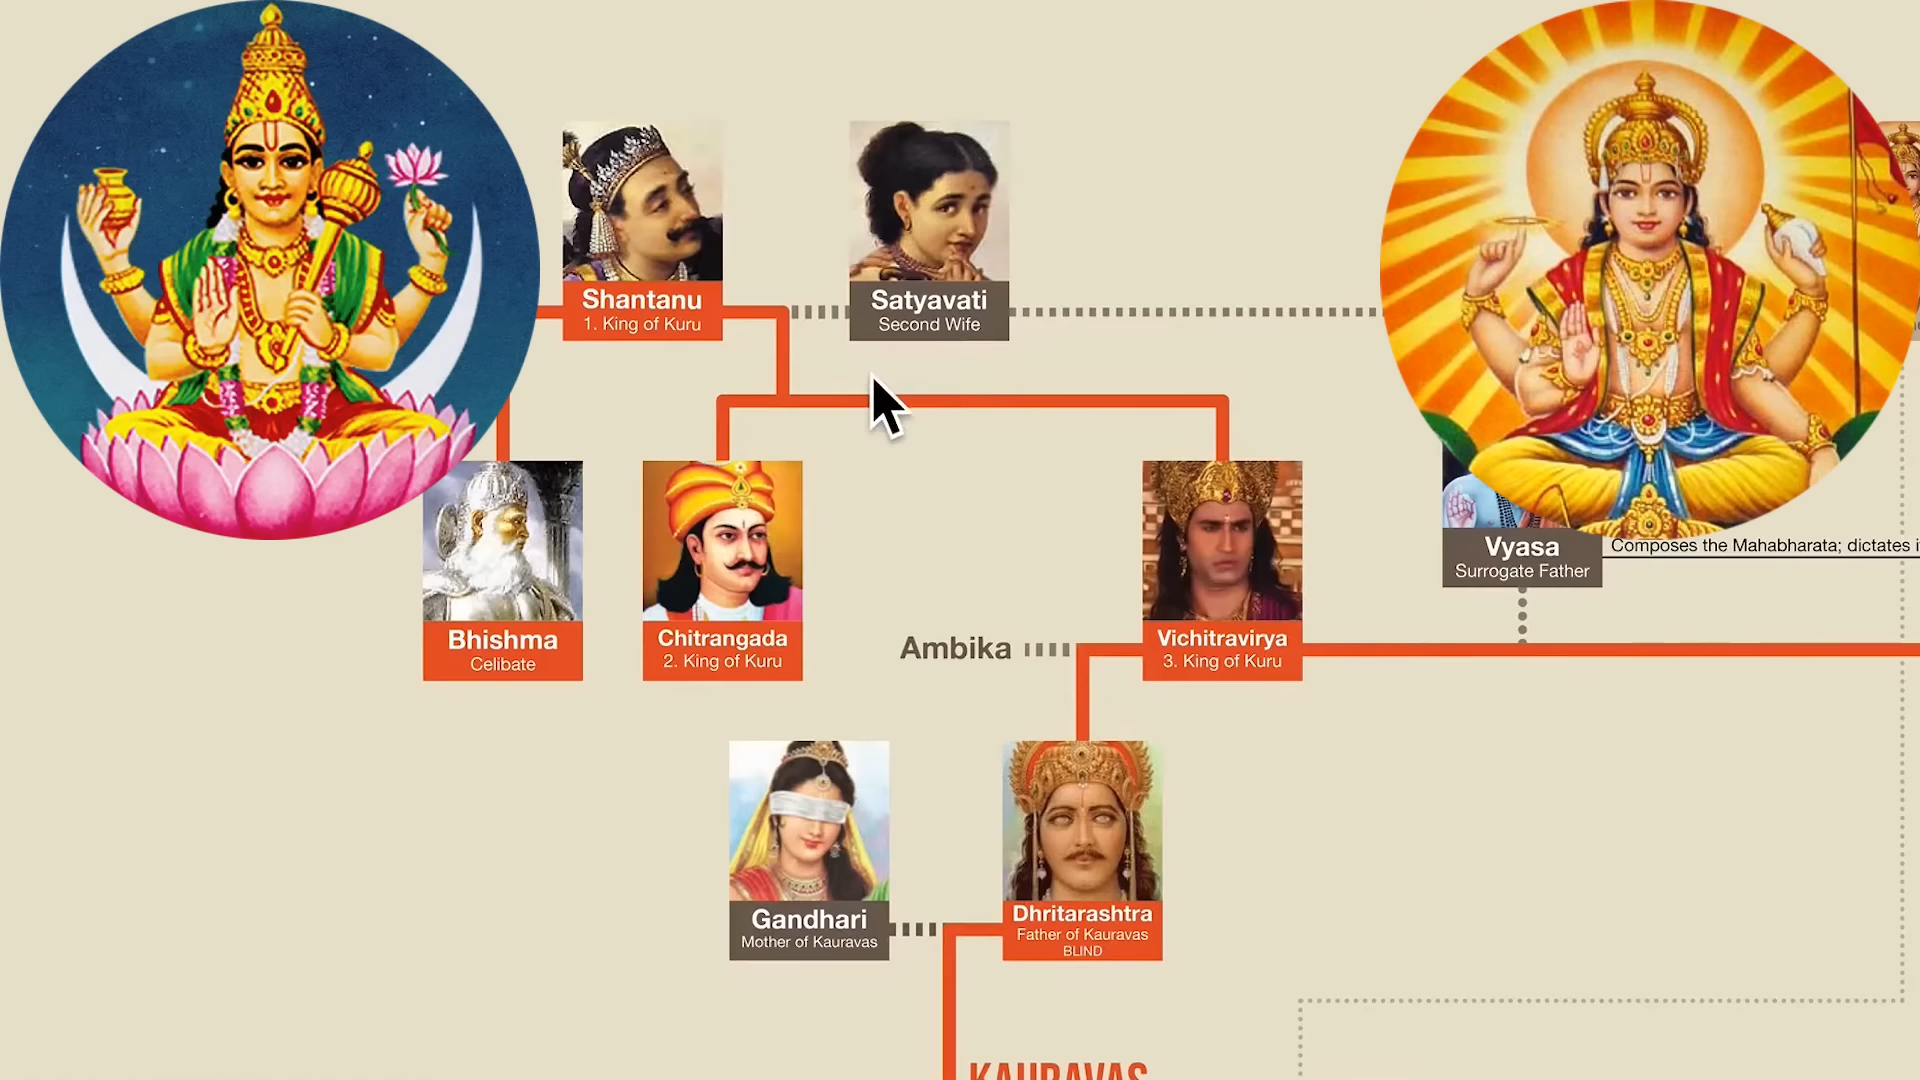 Shantanu
1. King of Kuru
Satyavati
Second Wife
Vyasa
Surrogate Father
Composes the Mahabharata; dictates
Bhishma
Celibate
Chitrangada
2. King of Kuru
Ambika
Vichitravirya
3. King of Kuru
Gandhari
Mother of Kauravas
Dhritarashtra
Father of Kauravas
BLIND
KAURAVAS